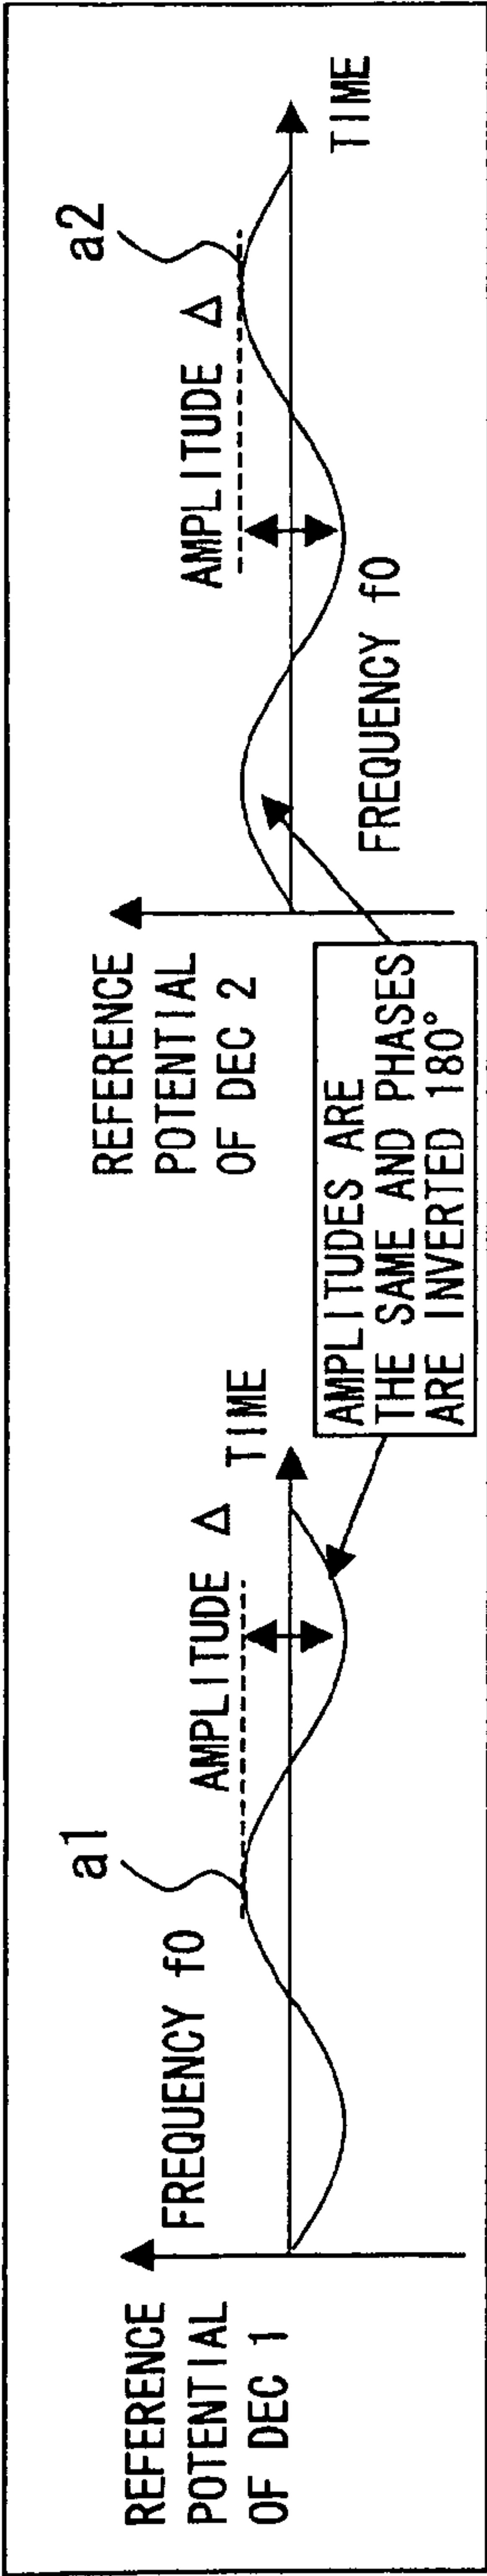 REFERENCE
POTENTIAL
OF DEC 1
FREQUENCY f0
a1
AMPLITUDE Δ
TIME
AMPLITUDES ARE
THE SAME AND PHASES
ARE INVERTED 180°
REFERENCE
POTENTIAL
OF DEC 2
FREQUENCY f0
AMPLITUDE Δ
a2
TIME